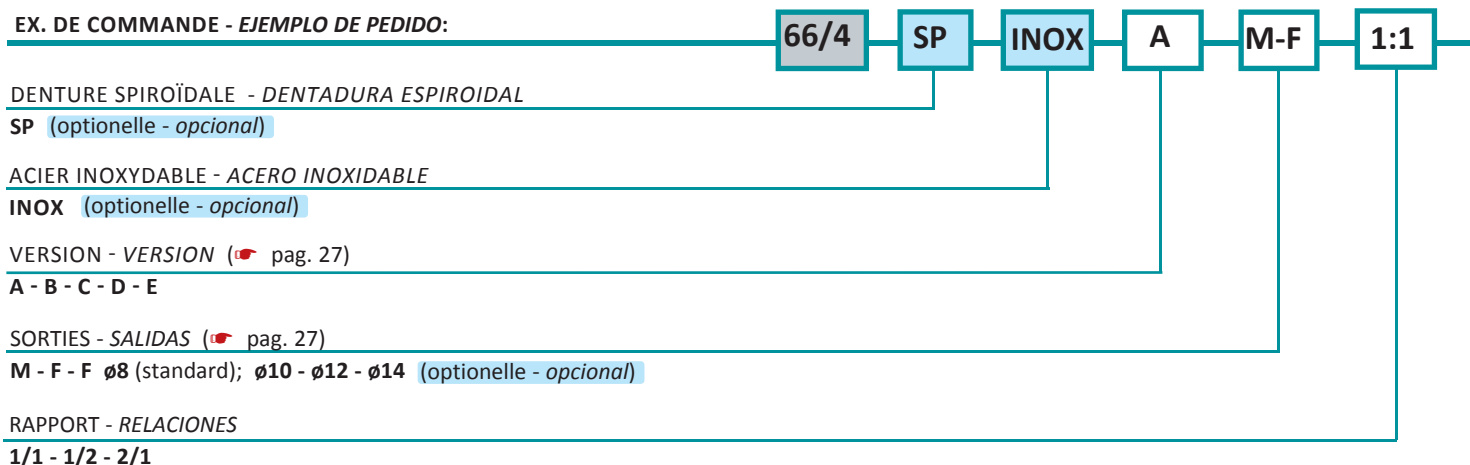 EX. DE COMMANDE - EJEMPLO DE PEDIDO: 66/4 SP INOX A M-F 1:1
DENTURE SPIROÏDALE - DENTADURA ESPIROIDAL
SP (optionelle - opcional)
ACIER INOXYDABLE - ACERO INOXIDABLE
INOX (optionelle - opcional)
VERSION - VERSION (☛ pag. 27)
A - B - C - D - E
SORTIES - SALIDAS (☛ pag. 27)
M - F - F ø8 (standard); ø10 - ø12 - ø14 (optionelle - opcional)
RAPPORT - RELACIONES
1/1 - 1/2 - 2/1